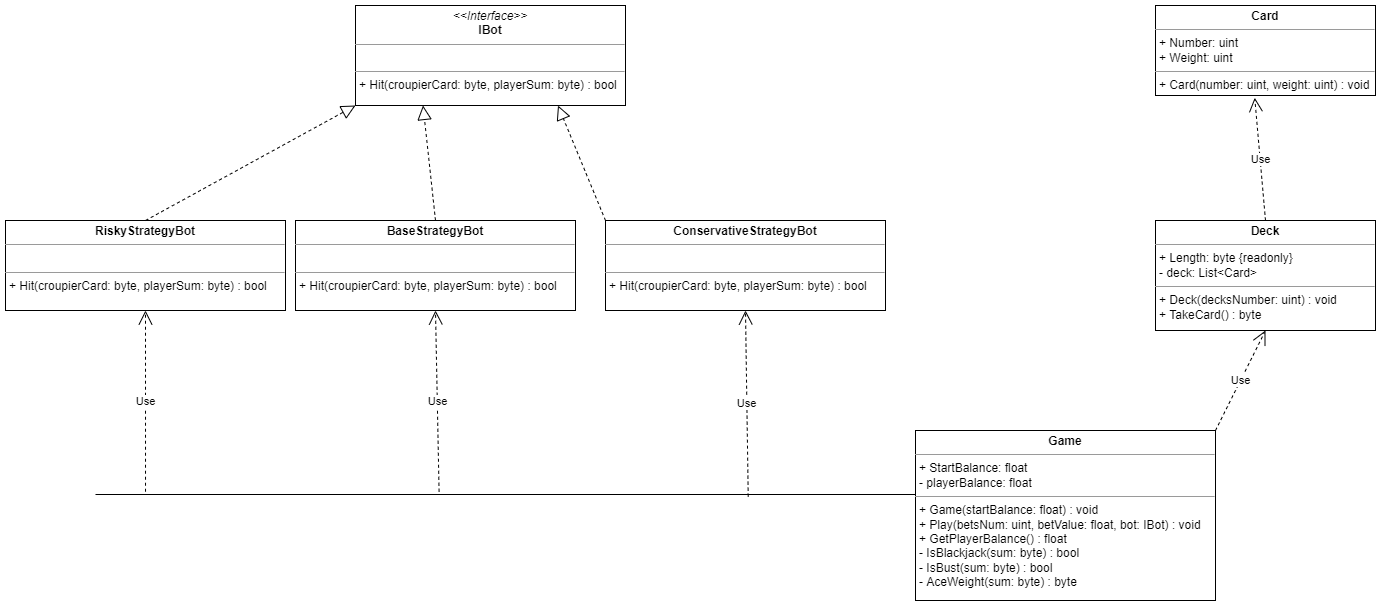 <<Interface>>
IBot
+ Hit(croupierCard: byte, playerSum: byte) : bool
Card
+ Number: uint
+ Weight: uint
+ Card(number: uint, weight: uint) : void
Use
RiskyStrategyBot
+ Hit(croupierCard: byte, playerSum: byte) : bool
BaseStrategyBot
+ Hit(croupierCard: byte, playerSum: byte) : bool
ConservativeStrategyBot
+ Hit(croupierCard: byte, playerSum: byte) : bool
Deck
+ Length: byte {readonly}
- deck: List<Card>
+ Deck(decksNumber: uint) : void
+ TakeCard() : byte
Use
Use
Use
Use
Game
+ StartBalance: float
- playerBalance: float
+ Game(startBalance: float) : void
+ Play(betsNum: uint, betValue: float, bot: IBot) : void
+ GetPlayerBalance() : float
- IsBlackjack(sum: byte) : bool
- IsBust(sum: byte) : bool
- AceWeight(sum: byte) : byte